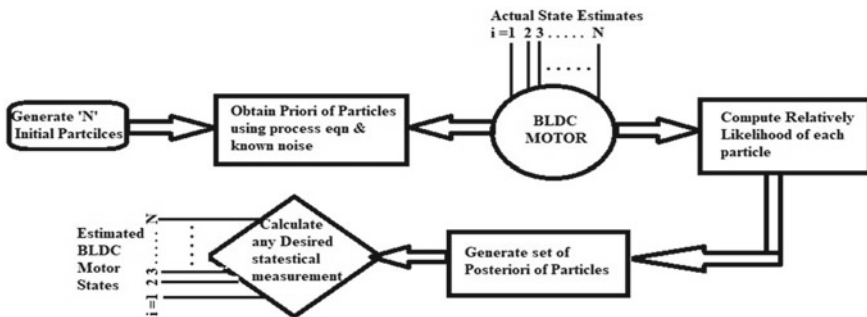 Actual State Estimates
i =1 2 3 ..... N
.....
Generate 'N'
Initial Partcilces
Obtain Priori of Particles
using process eqn &
known noise
BLDC
MOTOR
Compute Relatively
Likelihood of each
particle
Estimated
BLDC
Motor
States
i =1 2 3 ..... N
......
Calculate
any Desired
statestical
measurement
Generate set of
Posteriori of Particles